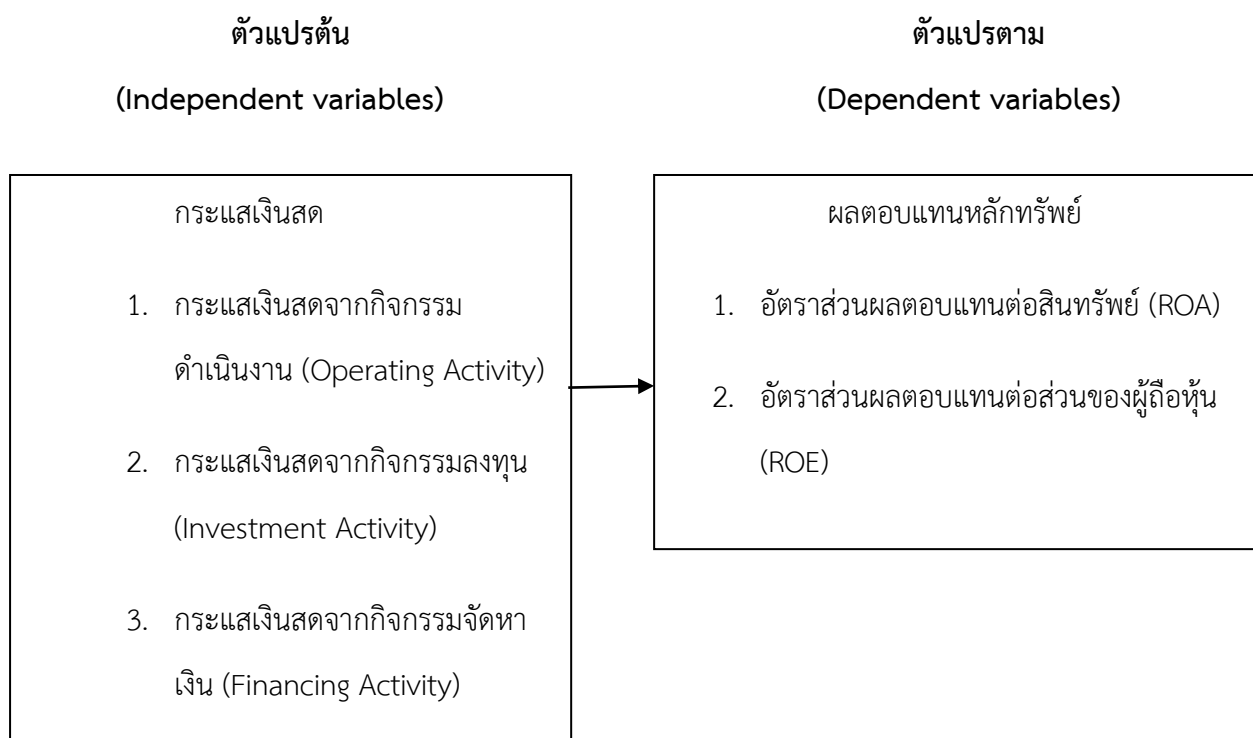 ตัวแปรต้น
(Independent variables)
กระแสเงินสด
1. กระแสเงินสดจากกิจกรรม
ดำเนินงาน (Operating Activity)
2. กระแสเงินสดจากกิจกรรมลงทุน
(Investment Activity)
3. กระแสเงินสดจากกิจกรรมจัดหา
เงิน (Financing Activity)
ตัวแปรตาม
(Dependent variables)
ผลตอบแทนหลักทรัพย์
1. อัตราส่วนผลตอบแทนต่อสินทรัพย์ (ROA)
2. อัตราส่วนผลตอบแทนต่อส่วนของผู้ถือหุ้น
(ROE)